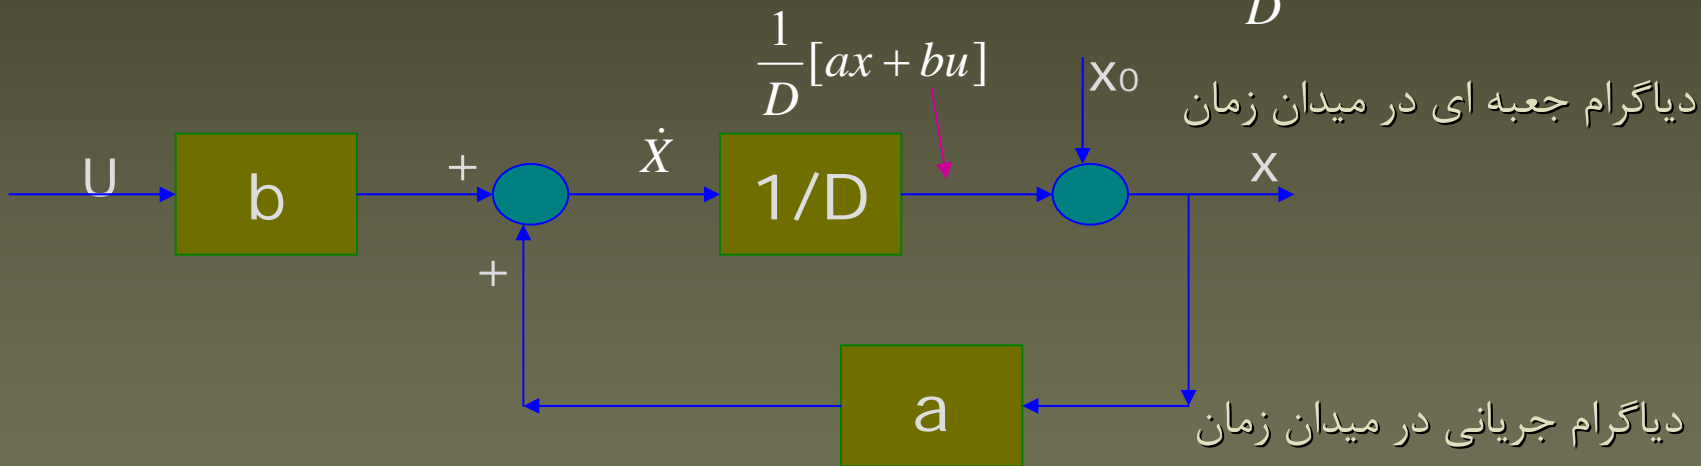 D
1/D [ax + bu]
x0
دیاگرام جعبه ای در میدان زمان
U
b
+
Ẋ
1/D
x
+
a
دیاگرام جریانی در میدان زمان